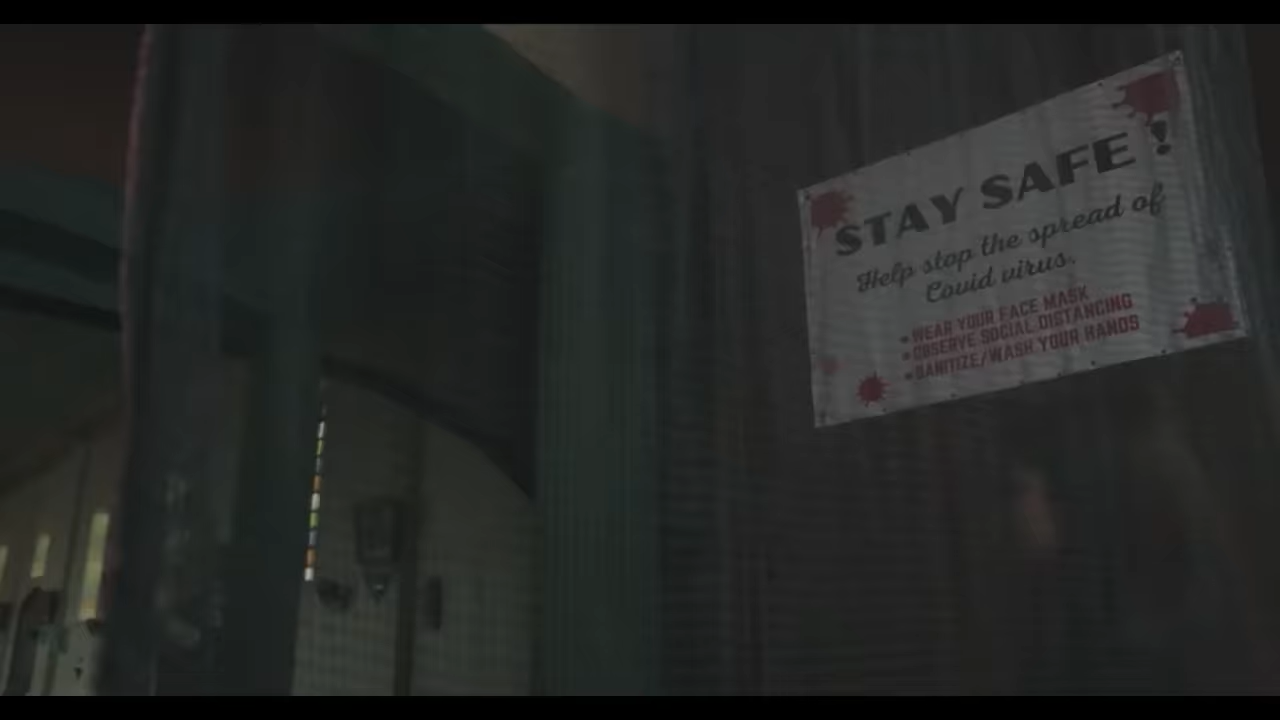 STAY SAFE !
Help stop the spread of
Covid virus.
• WEAR YOUR FACE MASK
• OBSERVE SOCIAL DISTANCING
• SANITIZE/WASH YOUR HANDS